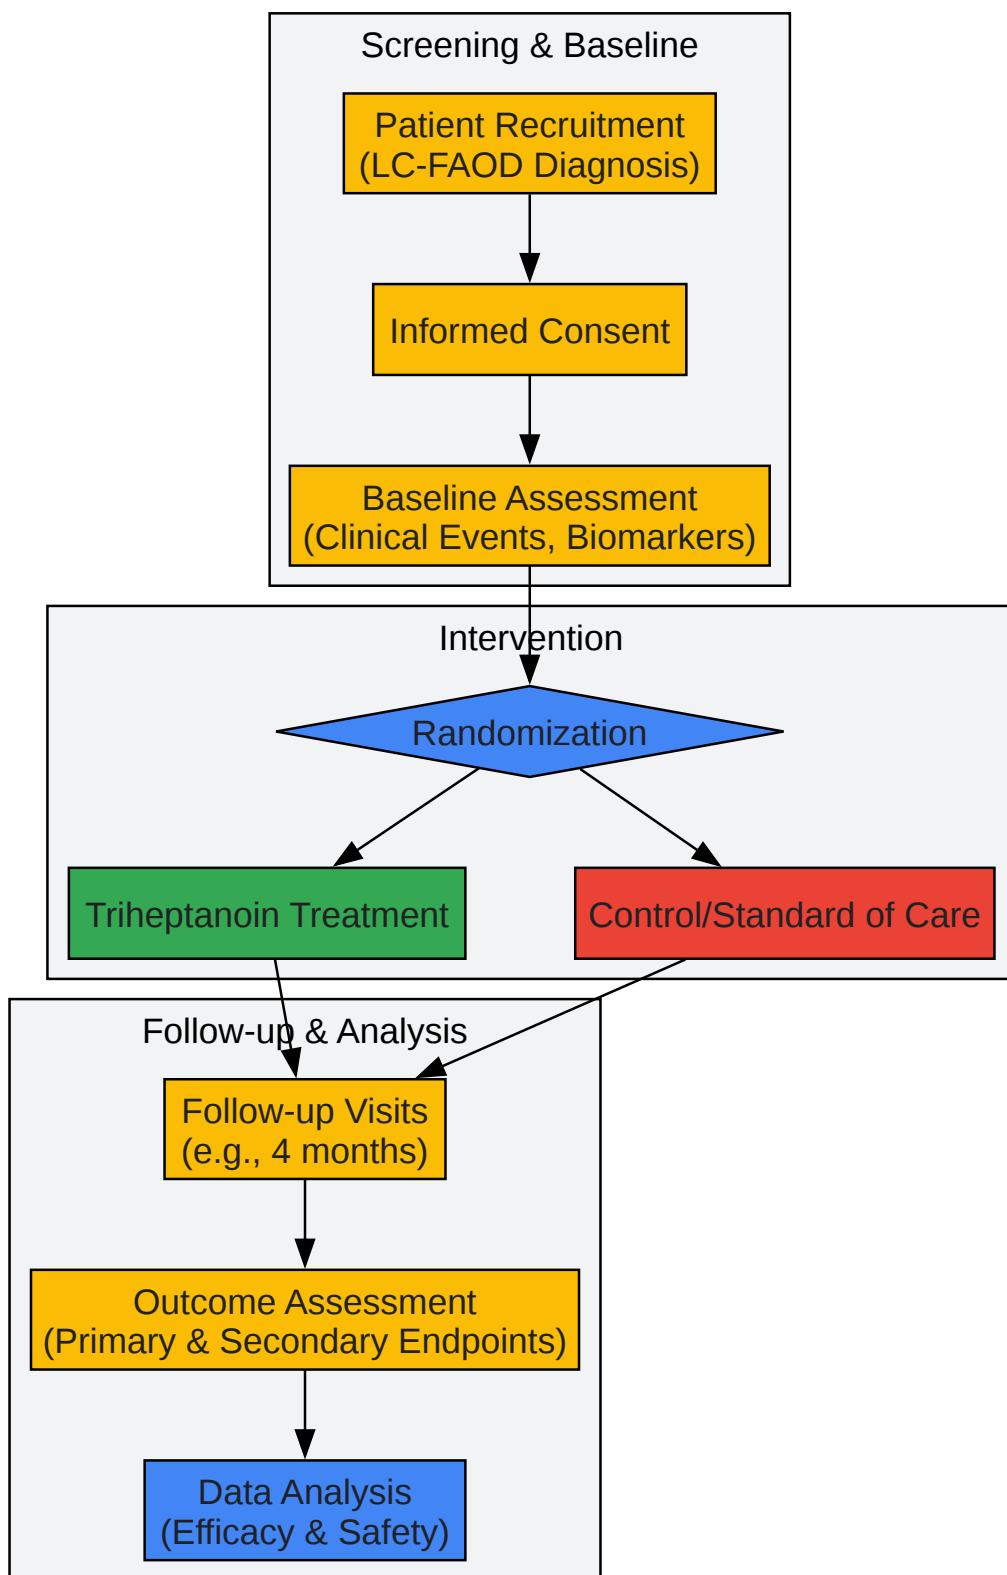 Screening & Baseline
Patient Recruitment
(LC-FAOD Diagnosis)
Informed Consent
Baseline Assessment
(Clinical Events, Biomarkers)
Intervention
Randomization
Triheptanoin Treatment
Control/Standard of Care
Follow-up & Analysis
Follow-up Visits
(e.g., 4 months)
Outcome Assessment
(Primary & Secondary Endpoints)
Data Analysis
(Efficacy & Safety)